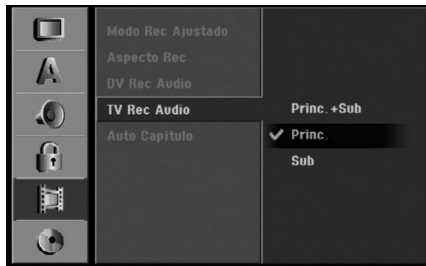 Modo Rec Ajustado
Aspecto Rec
DV Rec Audio
TV Rec Audio
Auto Capítulo
Princ.+Sub
✔ Princ.
Sub